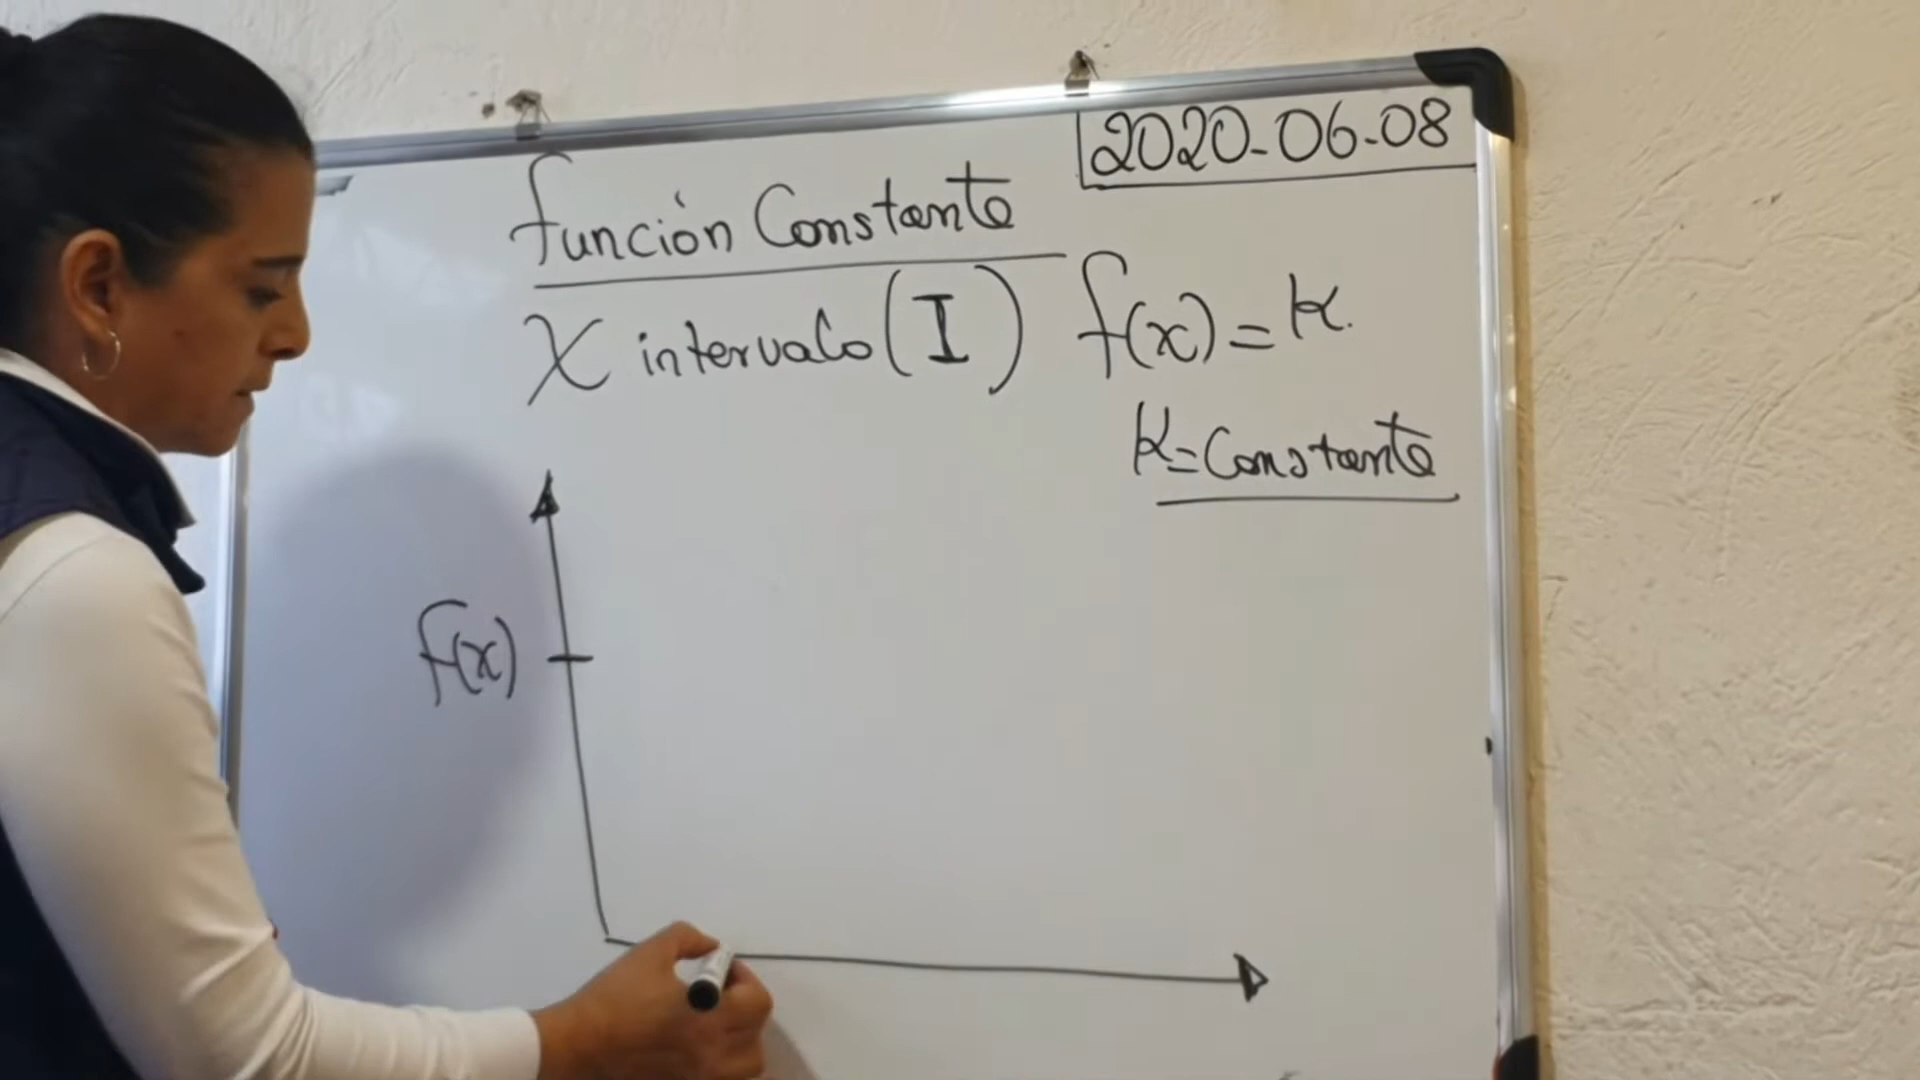 2020-06-08
función Constante
X intervalo (I) f(x) = K.
K = Constante
f(x)